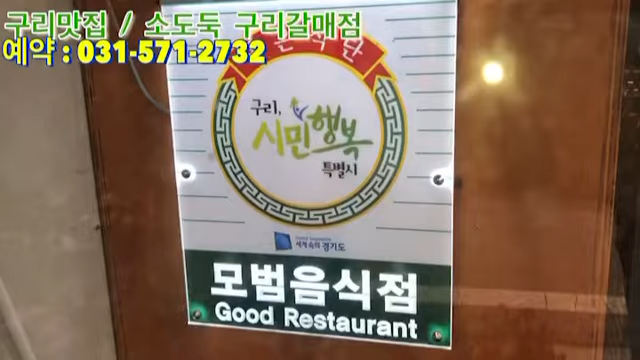 구리맛집 / 소도둑 구리갈매점
예약 : 031-571-2732
구리,
시민행복
특별시
세계속의 경기도
모범음식점
Good Restaurant